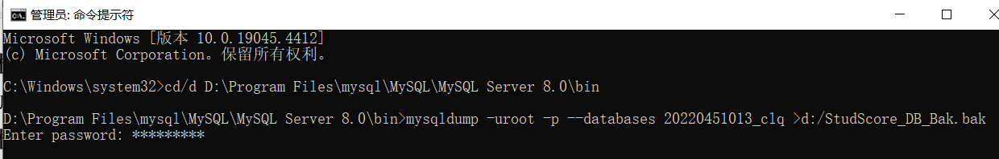 管理员: 命令提示符
Microsoft Windows [版本 10.0.19045.4412]
(c) Microsoft Corporation。保留所有权利。
C:\Windows\system32>cd/d D:\Program Files\mysql\MySQL\MySQL Server 8.0\bin
D:\Program Files\mysql\MySQL\MySQL Server 8.0\bin>mysqldump -uroot -p --databases 20220451013_clq >d:/StudScore_DB_Bak.bak
Enter password: *********